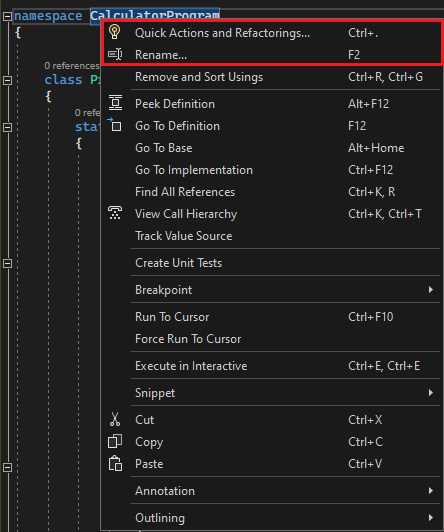 namespace CalculatorProgram
{
Quick Actions and Refactorings... Ctrl+.
Rename... F2
0 references
class P
Remove and Sort Usings Ctrl+R, Ctrl+G
{
Peek Definition Alt+F12
0 refe
stat
Go To Definition F12
{
Go To Base Alt+Home
Go To Implementation Ctrl+F12
Find All References Ctrl+K, R
View Call Hierarchy Ctrl+K, Ctrl+T
Track Value Source
Create Unit Tests
Breakpoint
Run To Cursor Ctrl+F10
Force Run To Cursor
Execute in Interactive Ctrl+E, Ctrl+E
Snippet
Cut Ctrl+X
Copy Ctrl+C
Paste Ctrl+V
Annotation
Outlining